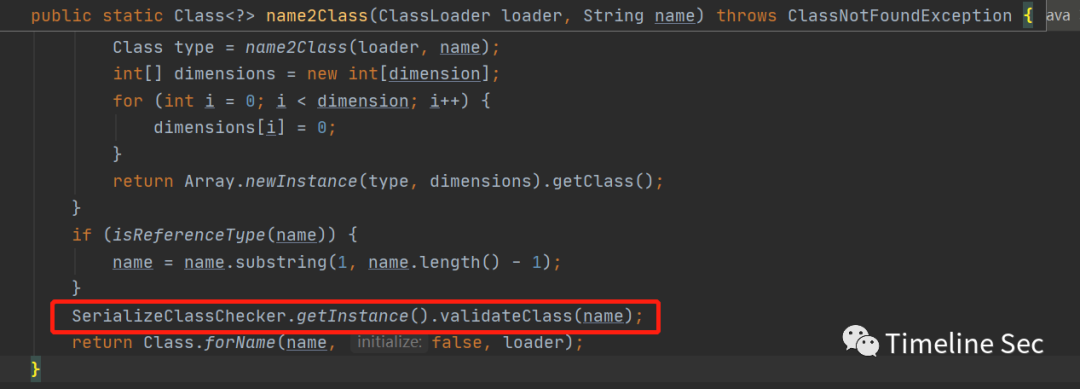 public static Class<?> name2Class(ClassLoader loader, String name) throws ClassNotFoundException { ava
Class type = name2Class(loader, name);
int[] dimensions = new int[dimension];
for (int i = 0; i < dimension; i++) {
dimensions[i] = 0;
}
return Array.newInstance(type, dimensions).getClass();
}
if (isReferenceType(name)) {
name = name.substring(1, name.length() - 1);
}
SerializeClassChecker.getInstance().validateClass(name);
return Class.forName(name, initialize: false, loader);
}
Timeline Sec